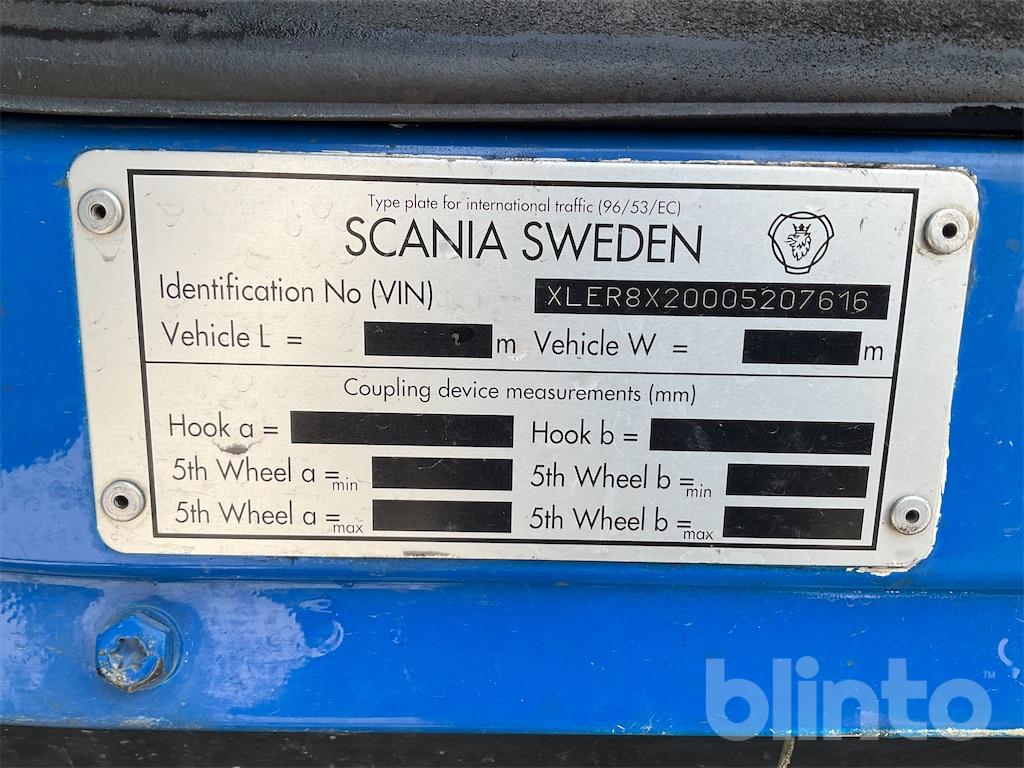 Type plate for international traffic (96/53/EC)
SCANIA SWEDEN
Identification No (VIN) XLER8X20005207616
Vehicle L = m Vehicle W = m
Coupling device measurements (mm)
Hook a = Hook b =
5th Wheel a = min 5th Wheel b = min
5th Wheel a = max 5th Wheel b = max
blinto™